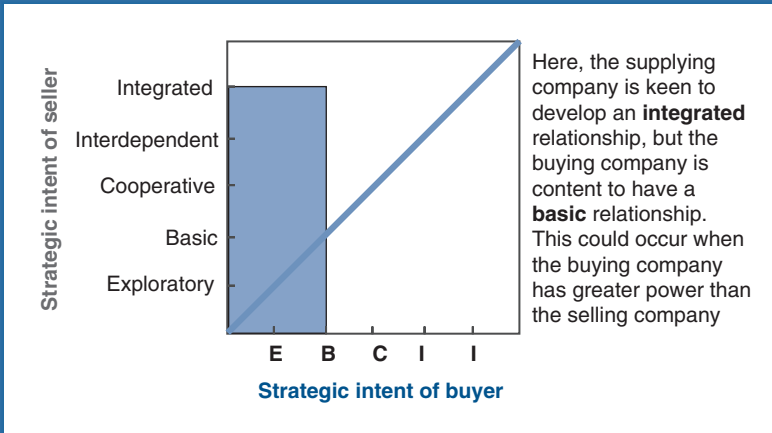 Strategic intent of seller
Integrated
Interdependent
Cooperative
Basic
Exploratory
E B C I I
Strategic intent of buyer
Here, the supplying
company is keen to
develop an integrated
relationship, but the
buying company is
content to have a
basic relationship.
This could occur when
the buying company
has greater power than
the selling company